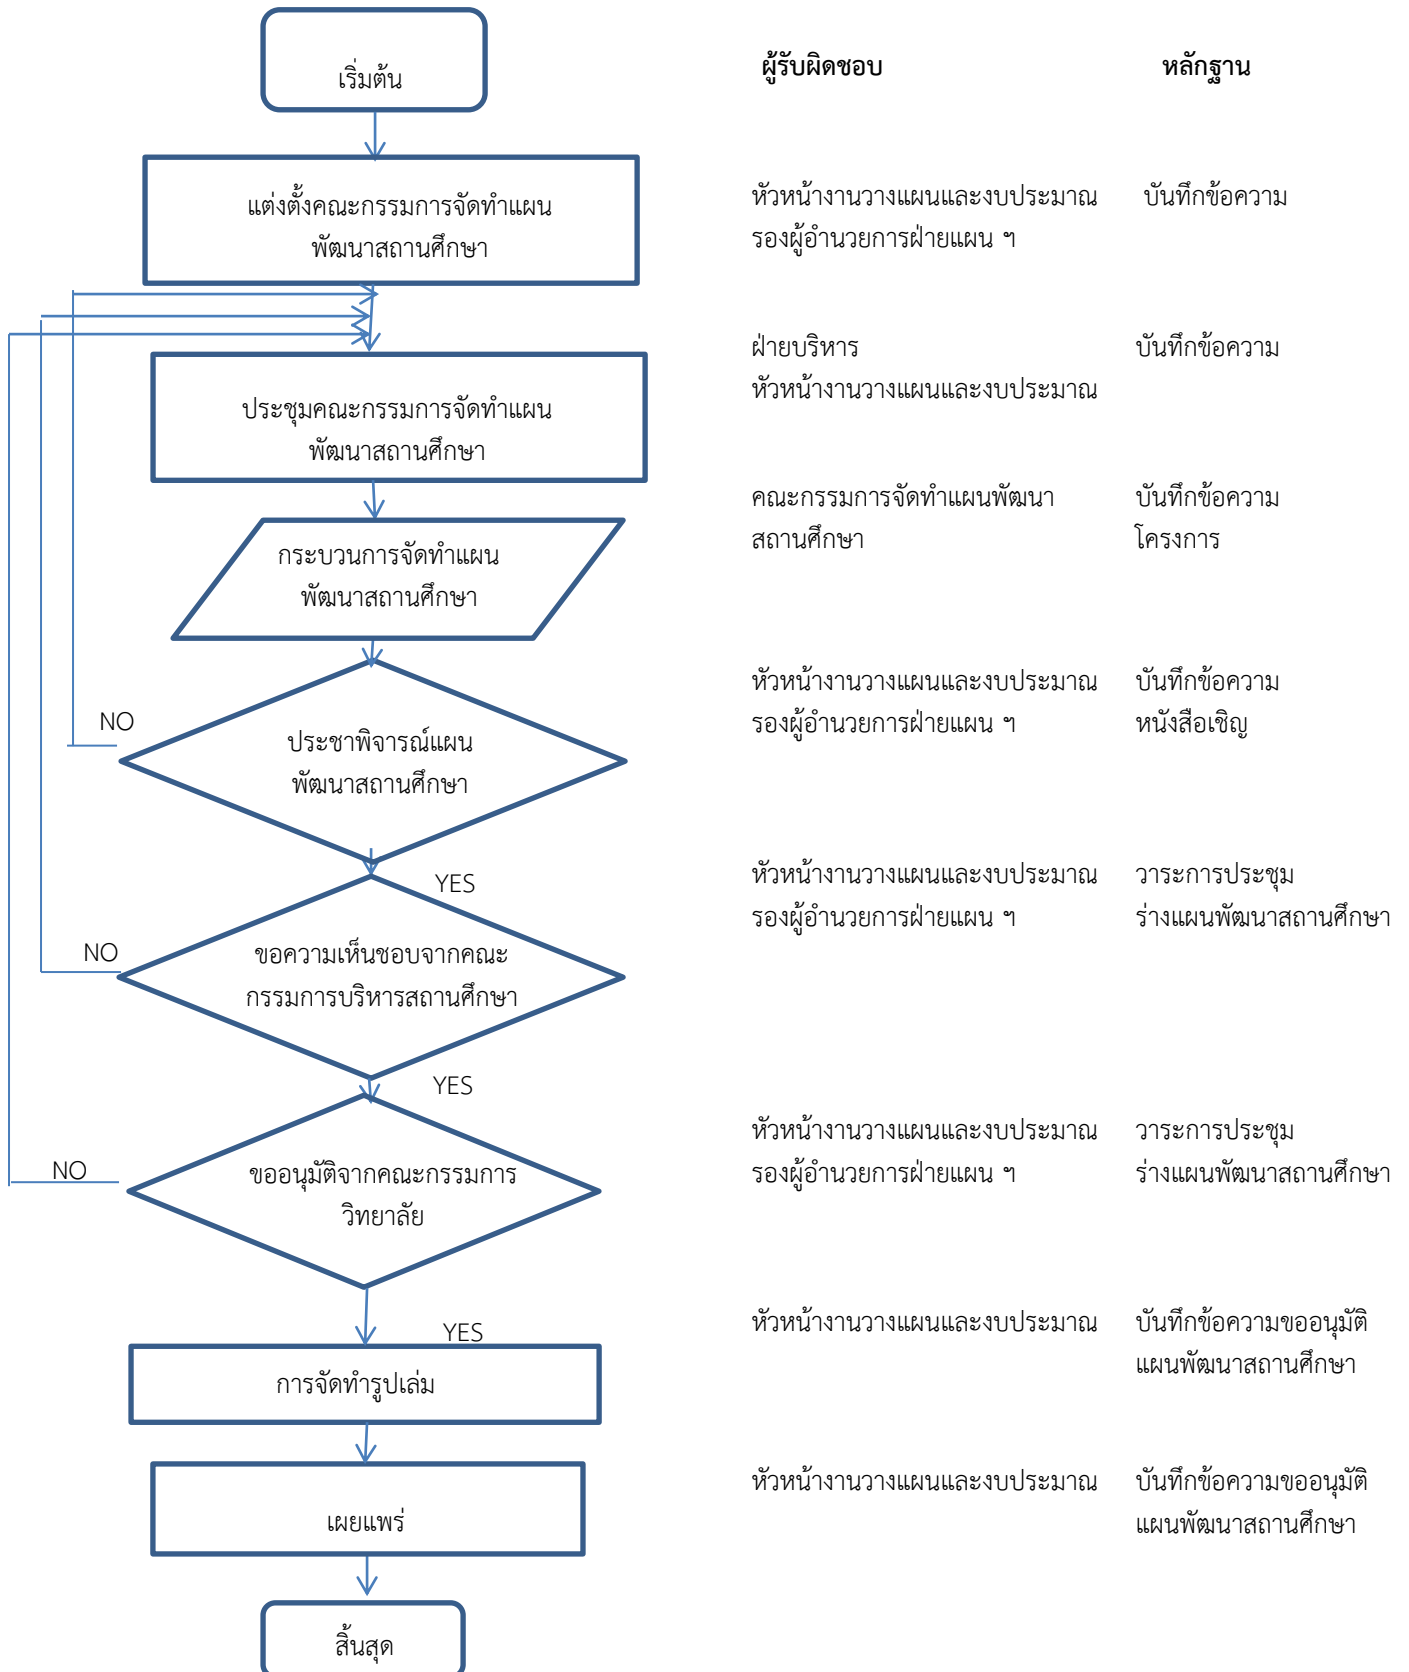 เริ่มต้น
ผู้รับผิดชอบ
หลักฐาน
แต่งตั้งคณะกรรมการจัดทำแผน
พัฒนาสถานศึกษา
หัวหน้างานวางแผนและงบประมาณ
รองผู้อำนวยการฝ่ายแผน ฯ
บันทึกข้อความ
ประชุมคณะกรรมการจัดทำแผน
พัฒนาสถานศึกษา
ฝ่ายบริหาร
หัวหน้างานวางแผนและงบประมาณ
บันทึกข้อความ
กระบวนการจัดทำแผน
พัฒนาสถานศึกษา
คณะกรรมการจัดทำแผนพัฒนา
สถานศึกษา
บันทึกข้อความ
โครงการ
NO
ประชาพิจารณ์แผน
พัฒนาสถานศึกษา
หัวหน้างานวางแผนและงบประมาณ
รองผู้อำนวยการฝ่ายแผน ฯ
บันทึกข้อความ
หนังสือเชิญ
YES
NO
ขอความเห็นชอบจากคณะ
กรรมการบริหารสถานศึกษา
หัวหน้างานวางแผนและงบประมาณ
รองผู้อำนวยการฝ่ายแผน ฯ
วาระการประชุม
ร่างแผนพัฒนาสถานศึกษา
YES
NO
ขออนุมัติจากคณะกรรมการ
วิทยาลัย
หัวหน้างานวางแผนและงบประมาณ
รองผู้อำนวยการฝ่ายแผน ฯ
วาระการประชุม
ร่างแผนพัฒนาสถานศึกษา
YES
การจัดทำรูปเล่ม
หัวหน้างานวางแผนและงบประมาณ
บันทึกข้อความขออนุมัติ
แผนพัฒนาสถานศึกษา
เผยแพร่
หัวหน้างานวางแผนและงบประมาณ
บันทึกข้อความขออนุมัติ
แผนพัฒนาสถานศึกษา
สิ้นสุด